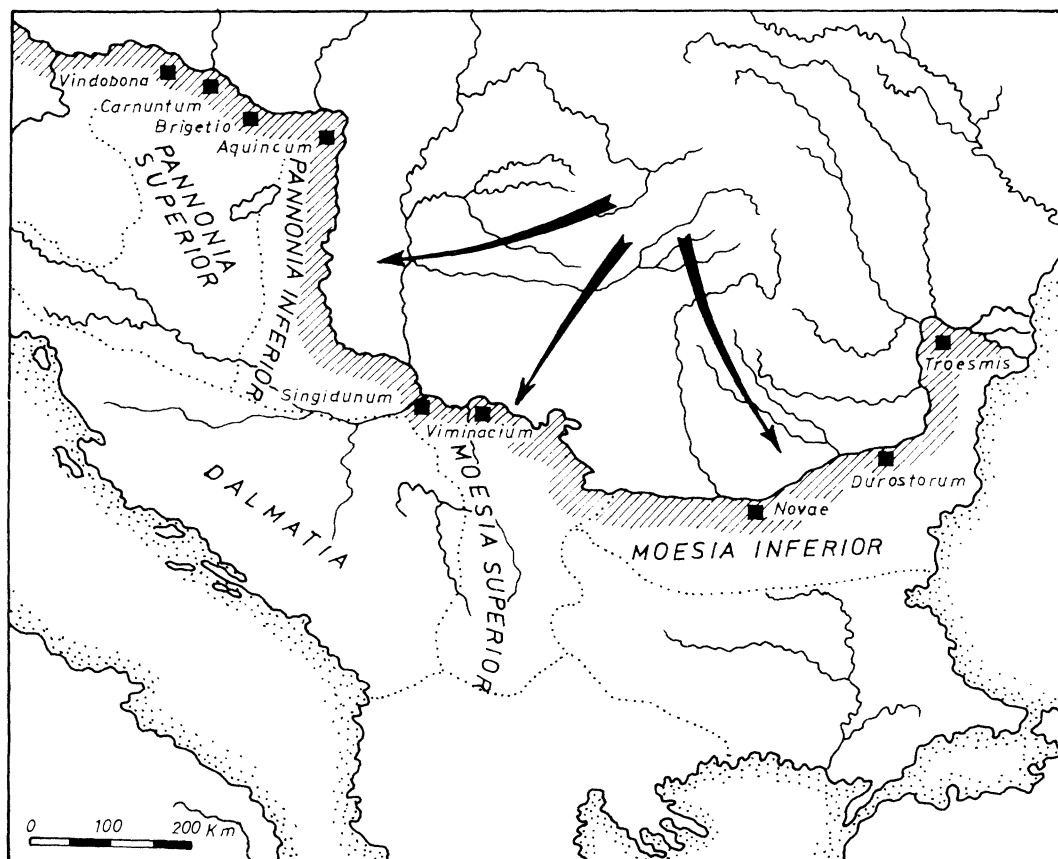 Vindobona
Carnuntum
Brigetio
Aquincum
PANNONIA
SUPERIOR
PANNONIA INFERIOR
Singidunum
Viminacium
Troesmis
Durostorum
Novae
DALMATIA
MOESIA SUPERIOR
MOESIA INFERIOR
0 100 200 Km